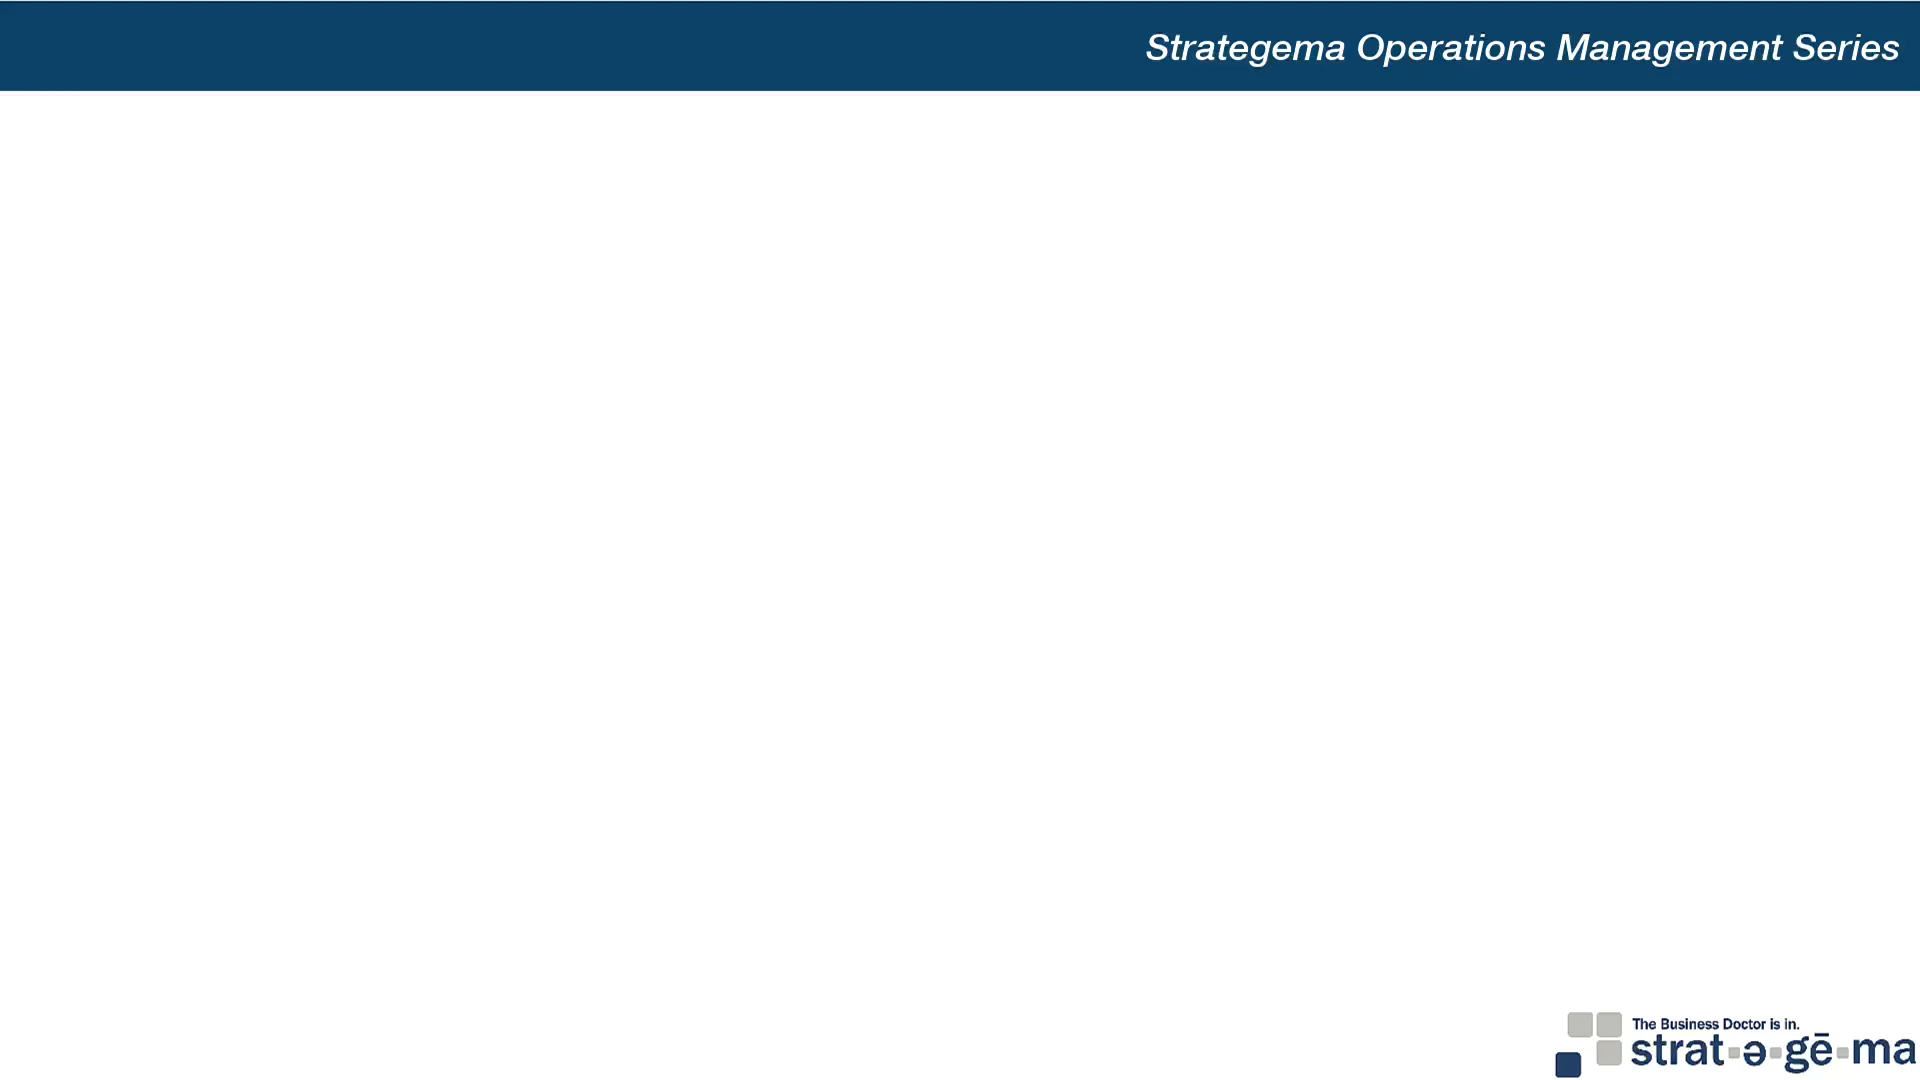 Strategema Operations Management Series
The Business Doctor is in.
strat-ə-gē-ma